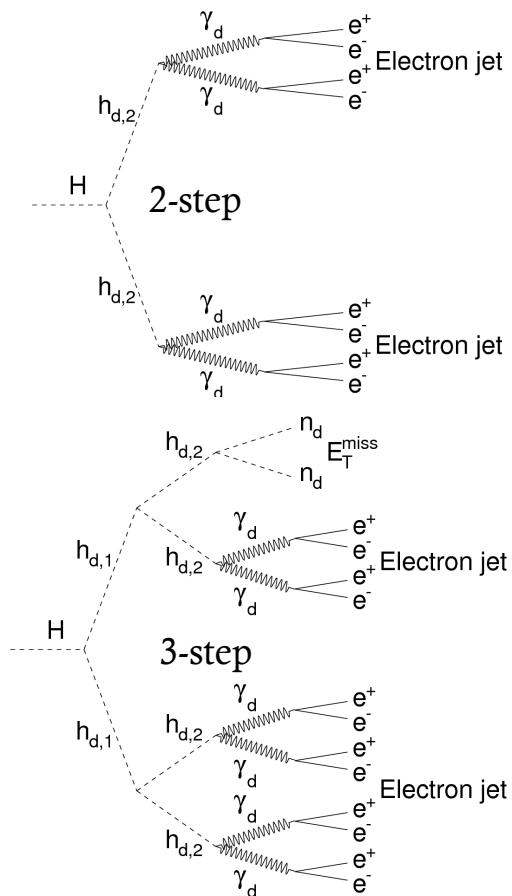 γd e+
e-
Electron jet
e+
γd e-
hd,2
H
2-step
hd,2
γd e+
e-
Electron jet
e+
γd e-
nd
hd,2
ETmiss
nd
γd e+
e-
hd,1
hd,2
Electron jet
e+
γd e-
H
3-step
γd e+
hd,1
hd,2
e-
e+
γd e-
Electron jet
γd e+
e-
hd,2
e+
γd e-